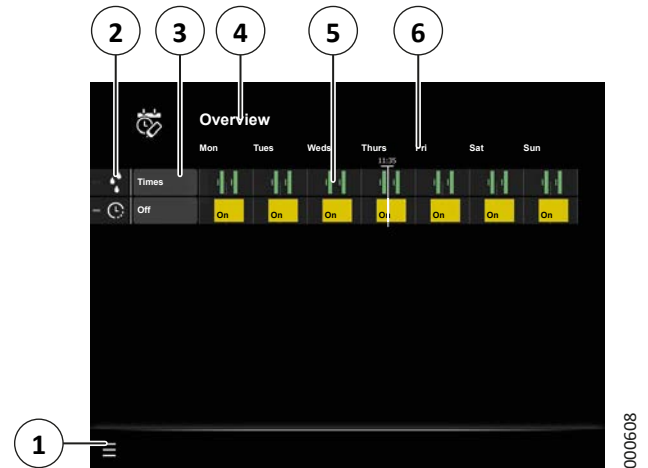 2 3 4 5 6
Overview
Mon Tues Weds Thurs Fri Sat Sun
11:35
Times
Off On On On On On On On
1
000608